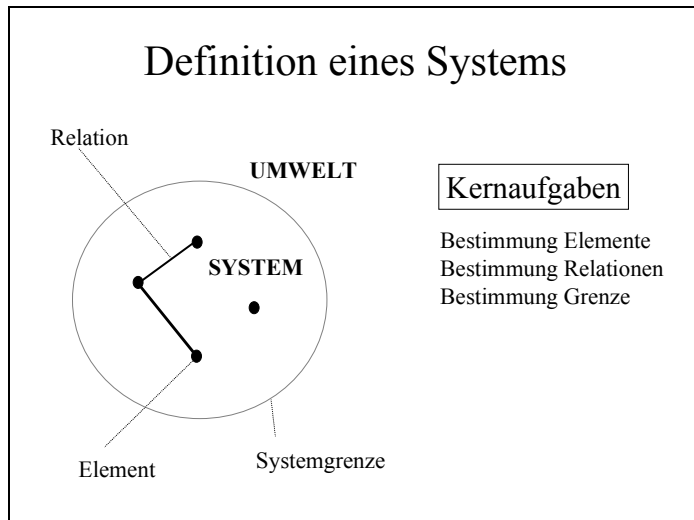 Definition eines Systems
Relation
UMWELT
SYSTEM
Element
Systemgrenze
Kernaufgaben
Bestimmung Elemente
Bestimmung Relationen
Bestimmung Grenze